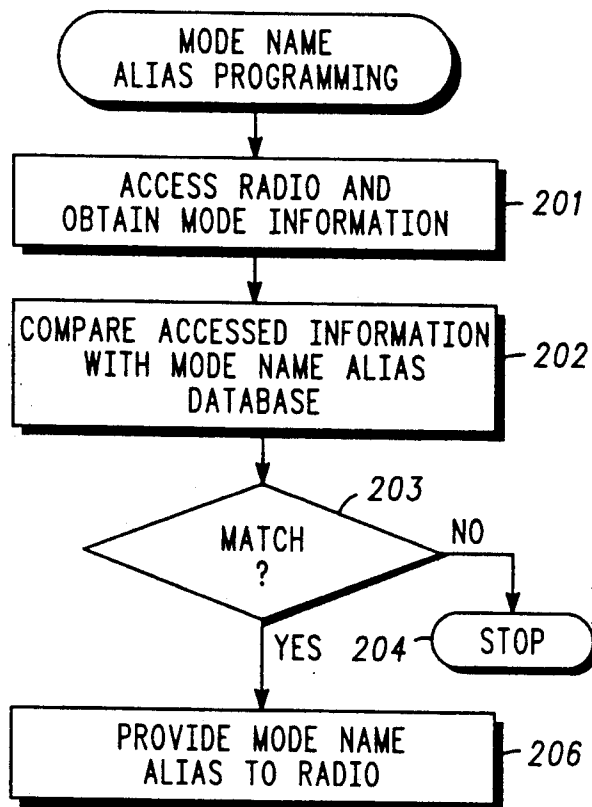 MODE NAME
ALIAS PROGRAMMING
ACCESS RADIO AND
OBTAIN MODE INFORMATION
201
COMPARE ACCESSED INFORMATION
WITH MODE NAME ALIAS
DATABASE
202
203
MATCH
?
NO
YES
204
STOP
PROVIDE MODE NAME
ALIAS TO RADIO
206